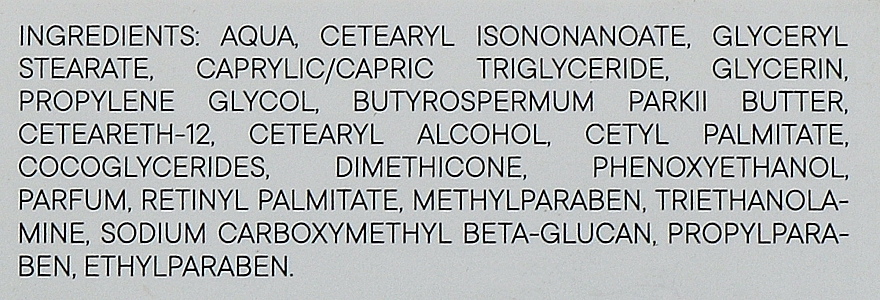 INGREDIENTS: AQUA, CETEARYL ISONONANOATE, GLYCERYL
STEARATE, CAPRYLIC/CAPRIC TRIGLYCERIDE, GLYCERIN,
PROPYLENE GLYCOL, BUTYROSPERMUM PARKII BUTTER,
CETEARETH-12, CETEARYL ALCOHOL, CETYL PALMITATE,
COCOGLYCERIDES, DIMETHICONE, PHENOXYETHANOL,
PARFUM, RETINYL PALMITATE, METHYLPARABEN, TRIETHANOLA-
MINE, SODIUM CARBOXYMETHYL BETA-GLUCAN, PROPYLPARA-
BEN, ETHYLPARABEN.